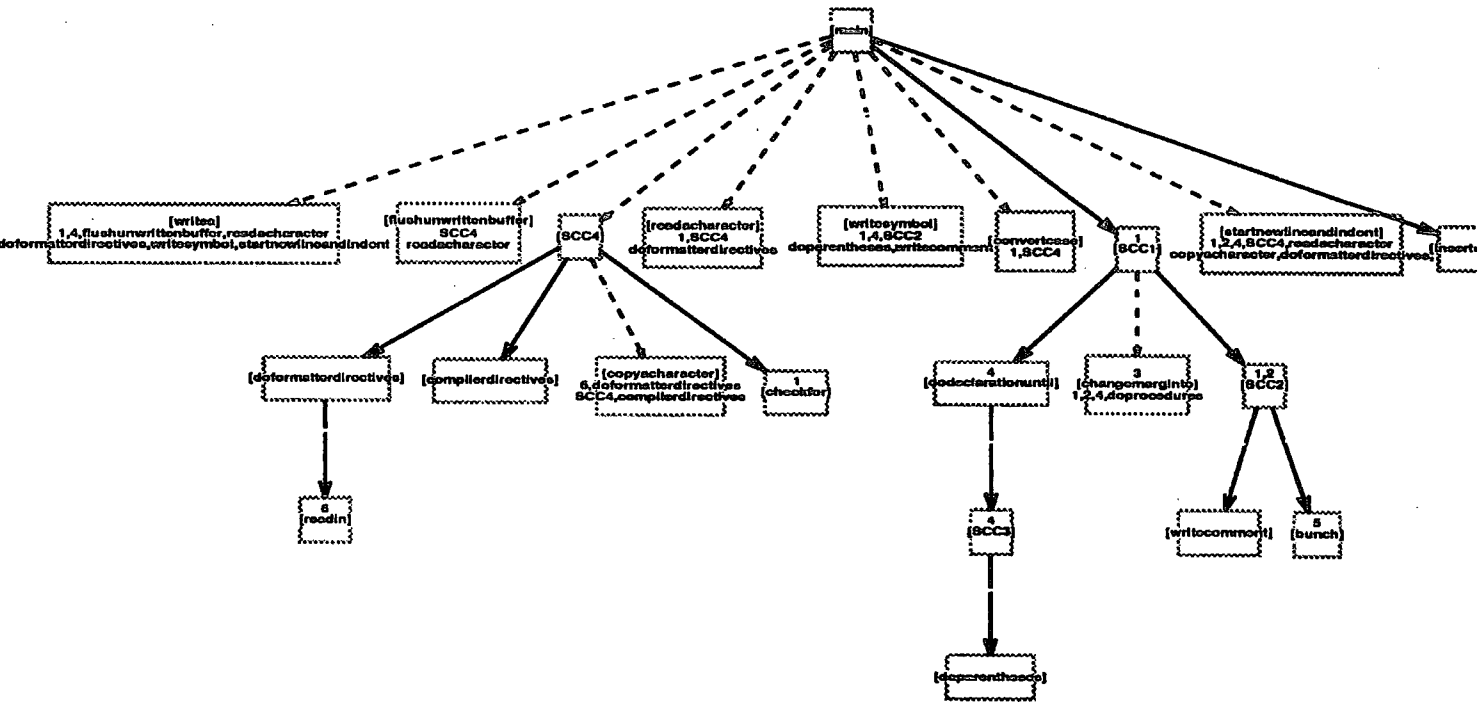 [main]
[writea]
1,4,flushunwrittenbuffer,readacharacter
doformatterdirectives,writesymbol,startnewlineandindent
[flushunwrittenbuffer]
SCC4
readacharacter
[SCC4]
[readacharacter]
1,SCC4
doformatterdirectives
[writesymbol]
1,4,SCC2
doparentheses,writecomment
[convertcase]
1,SCC4
1
[SCC1]
[startnewlineandindent]
1,2,4,SCC4,readacharacter
copyacharacter,doformatterdirectives,
[doformatterdirectives]
[compilerdirectives]
[copyacharacter]
6,doformatterdirectives
SCC4,compilerdirectives
1
[checkfor]
4
[dodeclarationuntil]
3
[changemarginto]
1,2,4,doprocedures
1,2
[SCC2]
6
[readin]
4
[SCC3]
[writecomment]
5
[bunch]
[doparentheses]